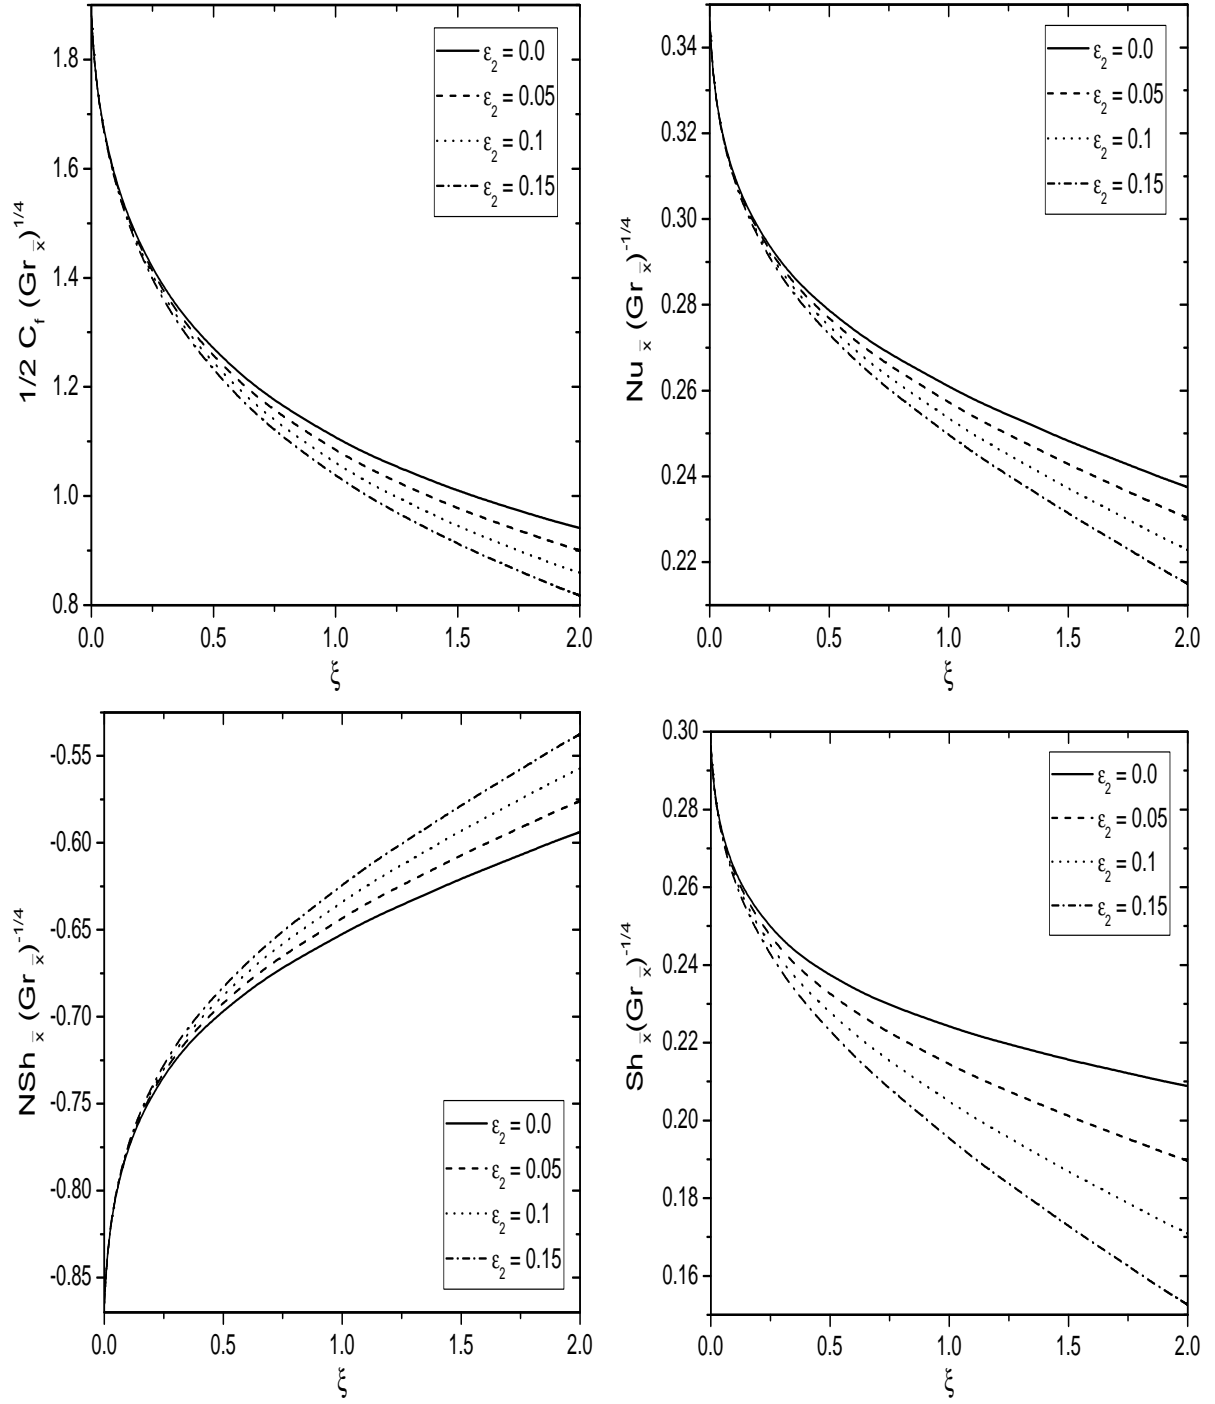 1/2 C_f (Gr_x̄)^1/4
1.8
1.6
1.4
1.2
1.0
0.8
0.0 0.5 1.0 1.5 2.0
ξ
ε₂ = 0.0
ε₂ = 0.05
ε₂ = 0.1
ε₂ = 0.15
Nu_x̄ (Gr_x̄)^-1/4
0.34
0.32
0.30
0.28
0.26
0.24
0.22
0.0 0.5 1.0 1.5 2.0
ξ
ε₂ = 0.0
ε₂ = 0.05
ε₂ = 0.1
ε₂ = 0.15
NSh_x̄ (Gr_x̄)^-1/4
-0.55
-0.60
-0.65
-0.70
-0.75
-0.80
-0.85
0.0 0.5 1.0 1.5 2.0
ξ
ε₂ = 0.0
ε₂ = 0.05
ε₂ = 0.1
ε₂ = 0.15
Sh_x̄ (Gr_x̄)^-1/4
0.30
0.28
0.26
0.24
0.22
0.20
0.18
0.16
0.0 0.5 1.0 1.5 2.0
ξ
ε₂ = 0.0
ε₂ = 0.05
ε₂ = 0.1
ε₂ = 0.15